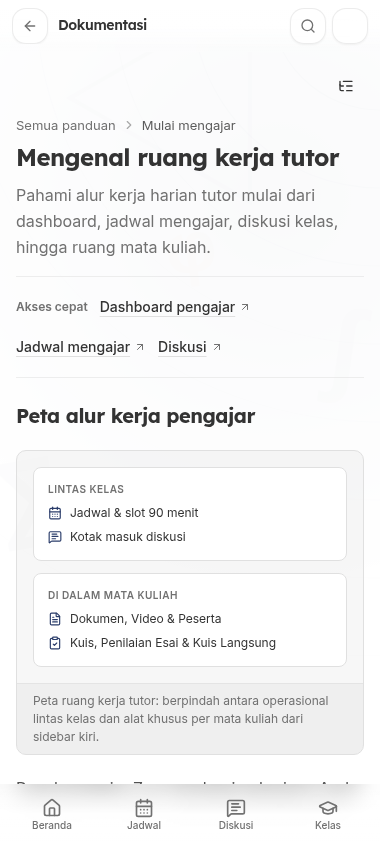 Dokumentasi
Semua panduan > Mulai mengajar
Mengenal ruang kerja tutor
Pahami alur kerja harian tutor mulai dari
dashboard, jadwal mengajar, diskusi kelas,
hingga ruang mata kuliah.
Akses cepat Dashboard pengajar
Jadwal mengajar Diskusi
Peta alur kerja pengajar
LINTAS KELAS
Jadwal & slot 90 menit
Kotak masuk diskusi
DI DALAM MATA KULIAH
Dokumen, Video & Peserta
Kuis, Penilaian Esai & Kuis Langsung
Peta ruang kerja tutor: berpindah antara operasional
lintas kelas dan alat khusus per mata kuliah dari
sidebar kiri.
Beranda Jadwal Diskusi Kelas